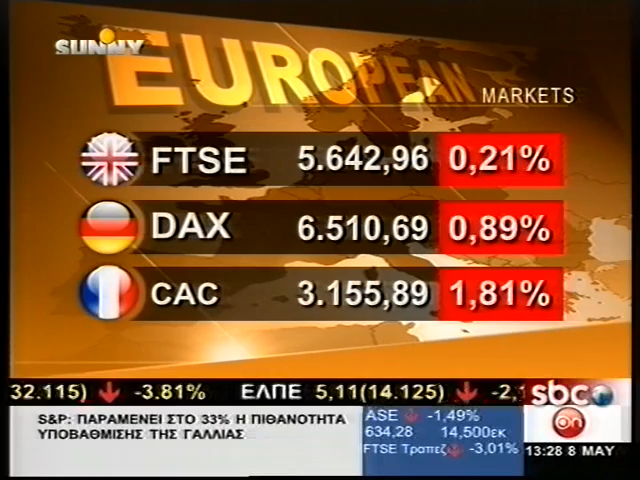 SUNNY
EUROPEAN
MARKETS
FTSE 5.642,96 0,21%
DAX 6.510,69 0,89%
CAC 3.155,89 1,81%
32.115) -3.81% ΕΛΠΕ 5,11(14.125) -2,1
sbc
on
S&P: ΠΑΡΑΜΕΝΕΙ ΣΤΟ 33% Η ΠΙΘΑΝΟΤΗΤΑ
ΥΠΟΒΑΘΜΙΣΗΣ ΤΗΣ ΓΑΛΛΙΑΣ
ASE -1,49%
634,28 14,500εκ
FTSE Τραπεζ -3,01%
13:28 8 MAY